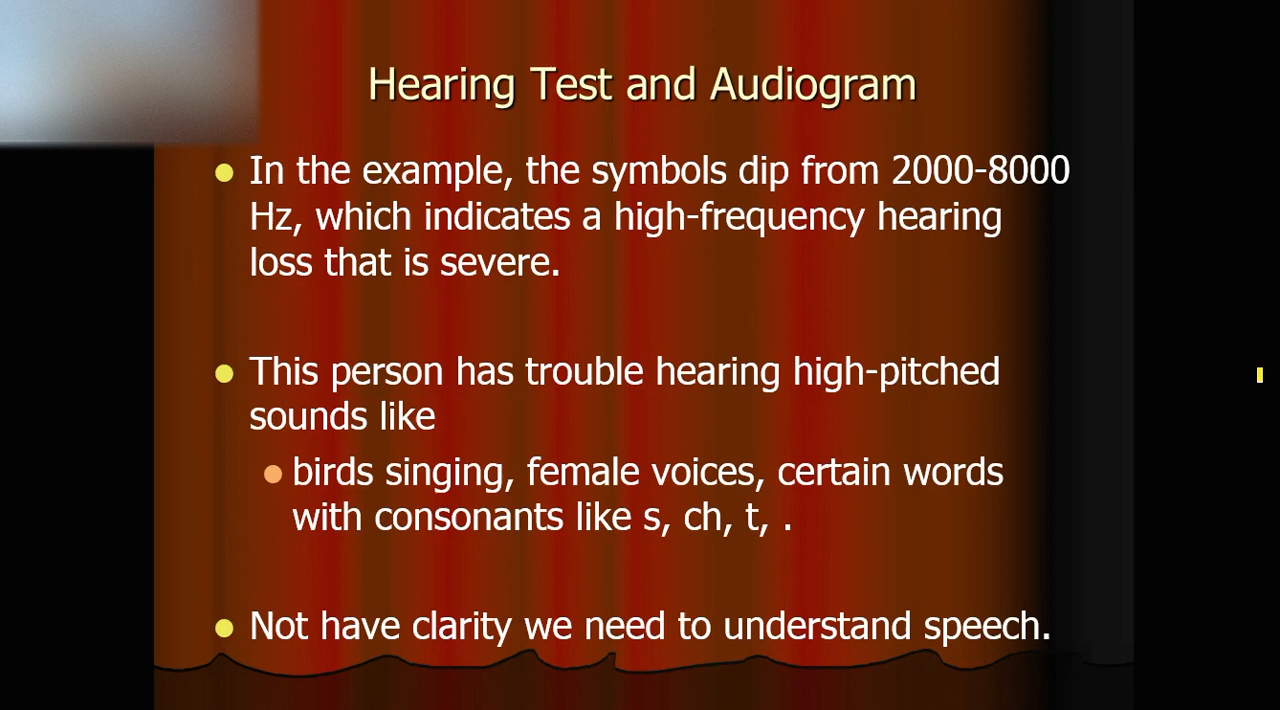 Hearing Test and Audiogram
In the example, the symbols dip from 2000-8000
Hz, which indicates a high-frequency hearing
loss that is severe.
This person has trouble hearing high-pitched
sounds like
birds singing, female voices, certain words
with consonants like s, ch, t, .
Not have clarity we need to understand speech.